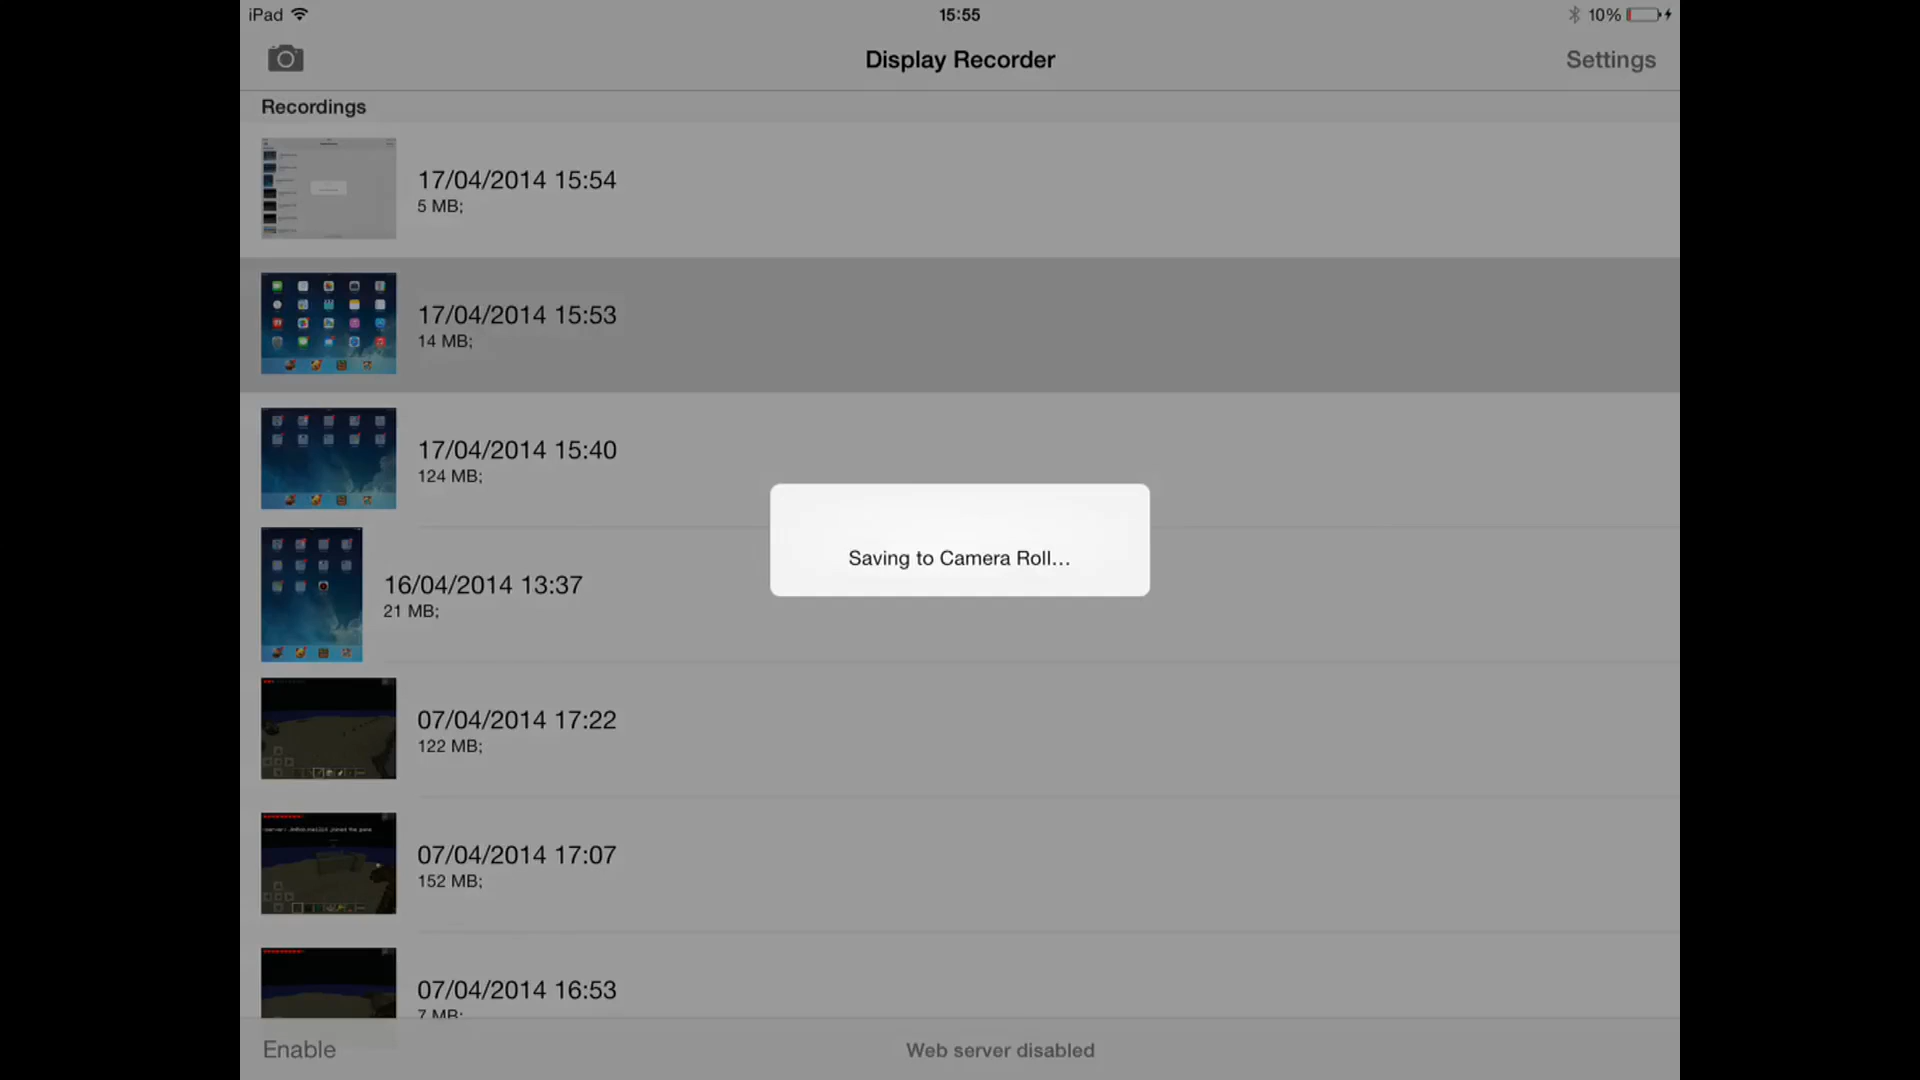 iPad
15:55
10%
Display Recorder
Settings
Recordings
17/04/2014 15:54
5 MB;
17/04/2014 15:53
14 MB;
17/04/2014 15:40
124 MB;
Saving to Camera Roll...
16/04/2014 13:37
21 MB;
07/04/2014 17:22
122 MB;
07/04/2014 17:07
152 MB;
07/04/2014 16:53
7 MB;
Enable
Web server disabled